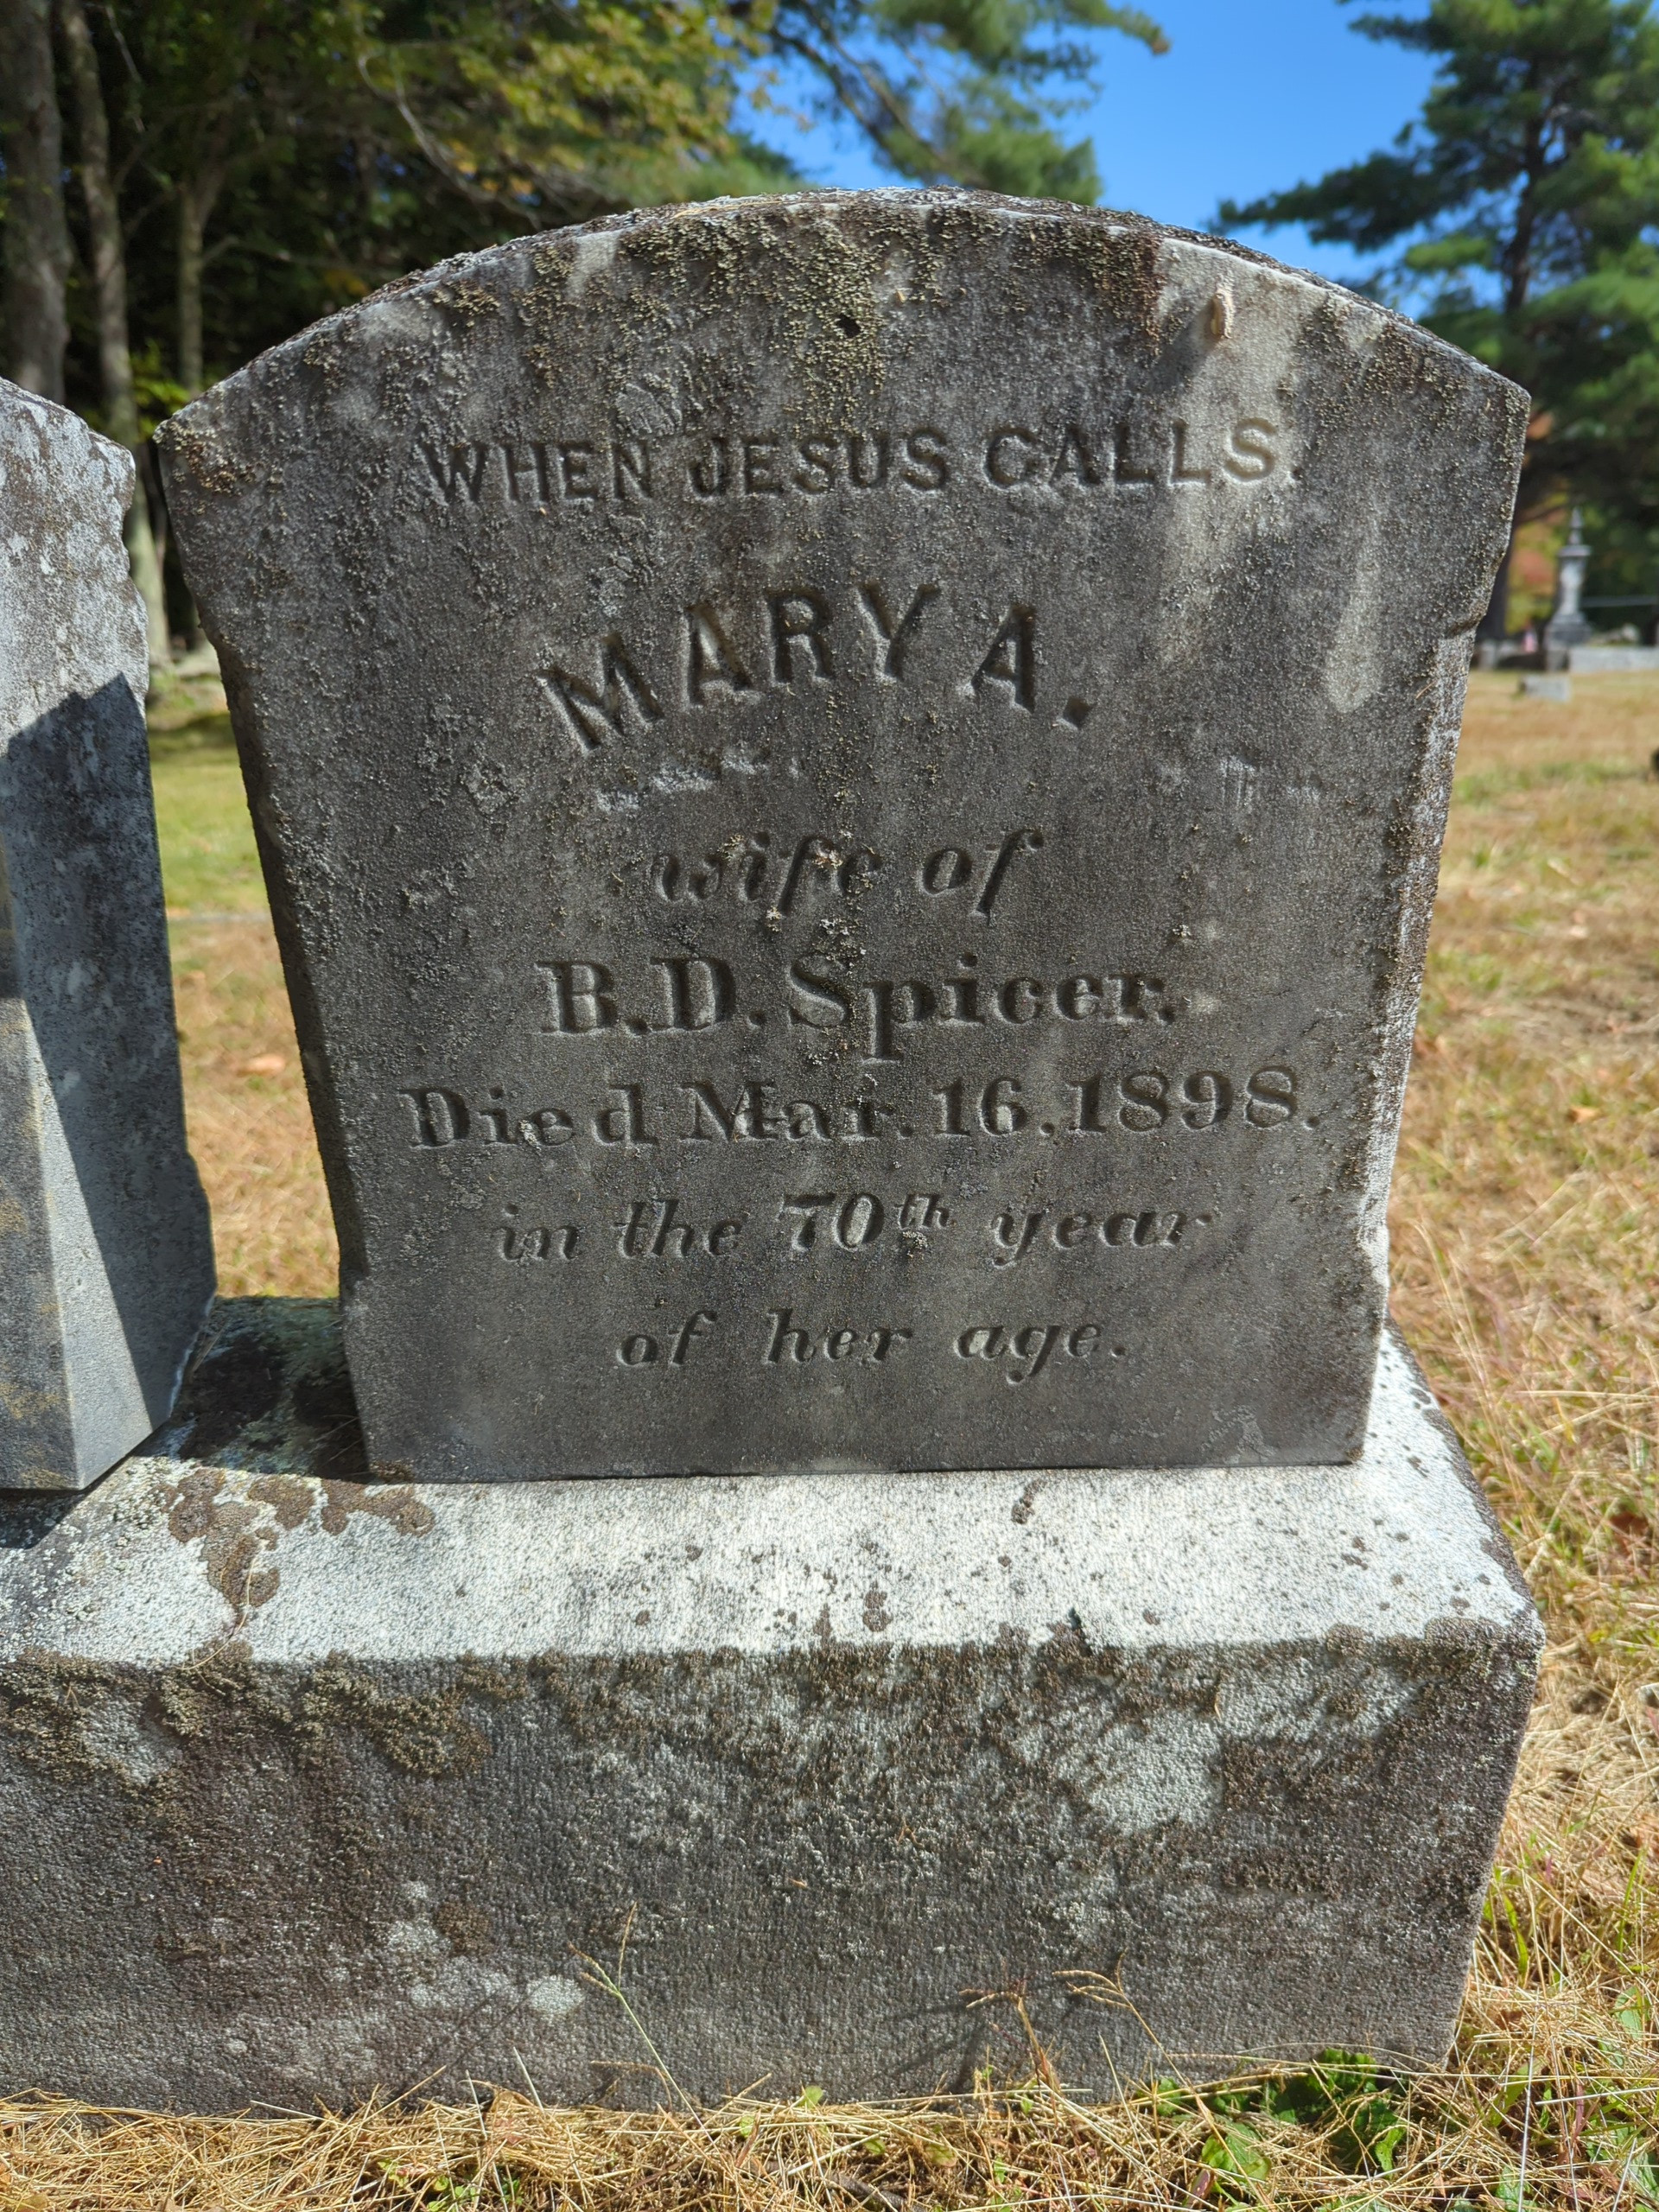 WHEN JESUS CALLS.
MARY A.
wife of
B.D. Spicer.
Died Mar. 16, 1898.
in the 70th year
of her age.